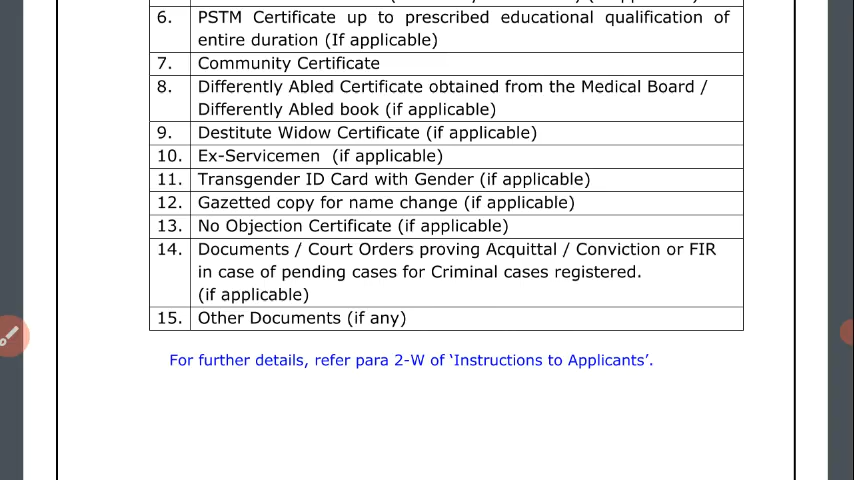 6. PSTM Certificate up to prescribed educational qualification of
entire duration (If applicable)
7. Community Certificate
8. Differently Abled Certificate obtained from the Medical Board /
Differently Abled book (if applicable)
9. Destitute Widow Certificate (if applicable)
10. Ex-Servicemen (if applicable)
11. Transgender ID Card with Gender (if applicable)
12. Gazetted copy for name change (if applicable)
13. No Objection Certificate (if applicable)
14. Documents / Court Orders proving Acquittal / Conviction or FIR
in case of pending cases for Criminal cases registered.
(if applicable)
15. Other Documents (if any)
For further details, refer para 2-W of ‘Instructions to Applicants’.